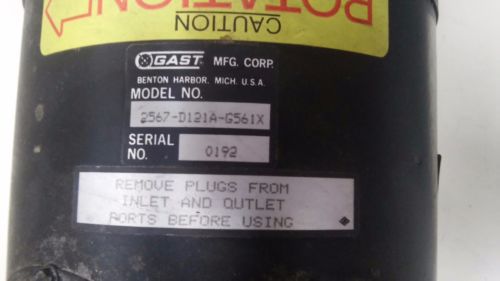 ROTATION
CAUTION
GAST MFG. CORP.
BENTON HARBOR, MICH. U.S.A.
MODEL NO.
2567-D121A-G561X
SERIAL NO. 0192
REMOVE PLUGS FROM
INLET AND OUTLET
PORTS BEFORE USING